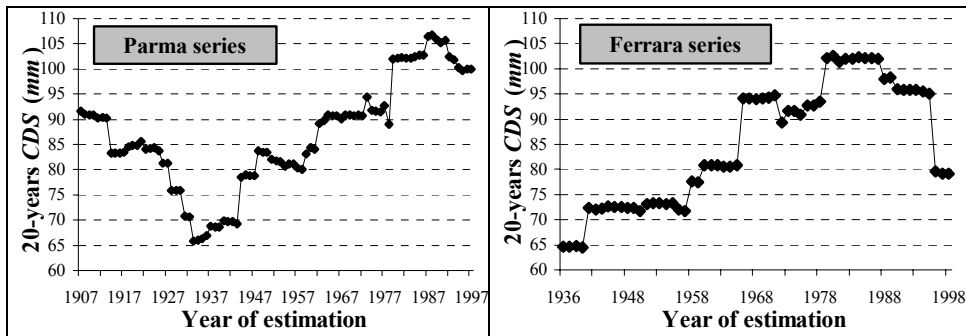 Parma series
20-years CDS (mm)
110
105
100
95
90
85
80
75
70
65
60
1907 1917 1927 1937 1947 1957 1967 1977 1987 1997
Year of estimation
Ferrara series
20-years CDS (mm)
110
105
100
95
90
85
80
75
70
65
60
1936 1948 1958 1968 1978 1988 1998
Year of estimation